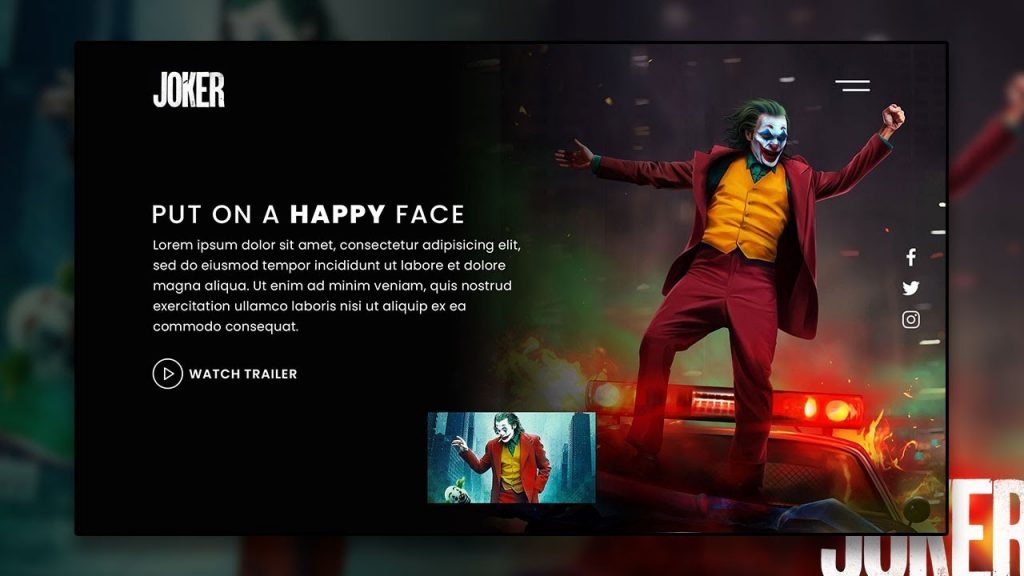 JOKER
PUT ON A HAPPY FACE
Lorem ipsum dolor sit amet, consectetur adipisicing elit,
sed do eiusmod tempor incididunt ut labore et dolore
magna aliqua. Ut enim ad minim veniam, quis nostrud
exercitation ullamco laboris nisi ut aliquip ex ea
commodo consequat.
WATCH TRAILER
JOKER